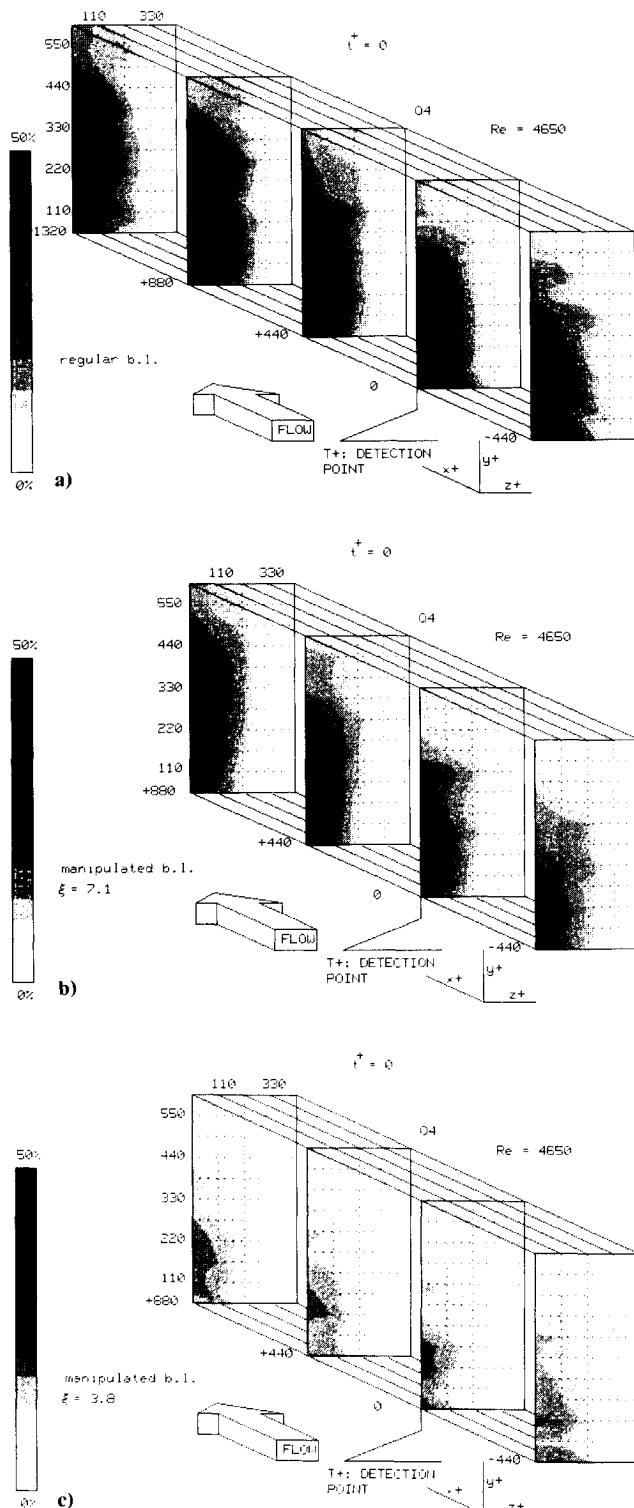 110 330
t+ = 0
550
440
Q4
50%
330
Re = 4650
220
110
1320
+880
regular b.l.
+440
0
FLOW
-440
T+: DETECTION
POINT
y+
x+
z+
0%
a)
t+ = 0
110 330
550
Q4
440
Re = 4650
50%
330
220
110
+880
+440
manipulated b.l.
ξ = 7.1
0
FLOW
-440
T+: DETECTION
POINT
y+
x+
z+
0%
b)
t+ = 0
110 330
550
Q4
440
Re = 4650
50%
330
220
110
+880
+440
manipulated b.l.
ξ = 3.8
0
FLOW
-440
T+: DETECTION
POINT
y+
z+
0%
c)